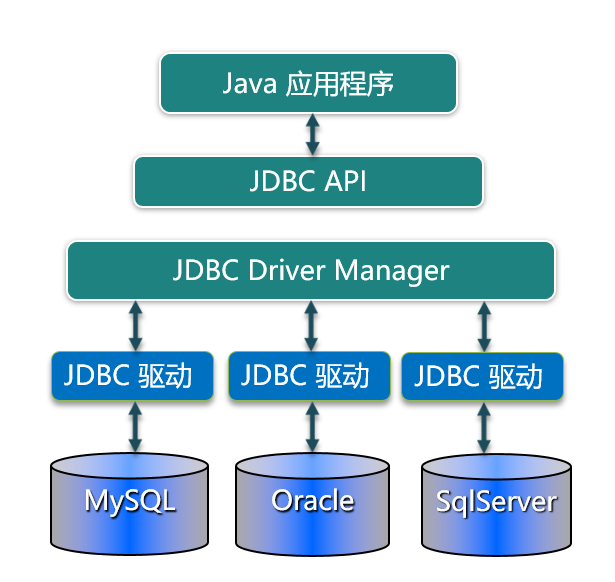 Java 应用程序
JDBC API
JDBC Driver Manager
JDBC 驱动
JDBC 驱动
JDBC 驱动
MySQL
Oracle
SqlServer